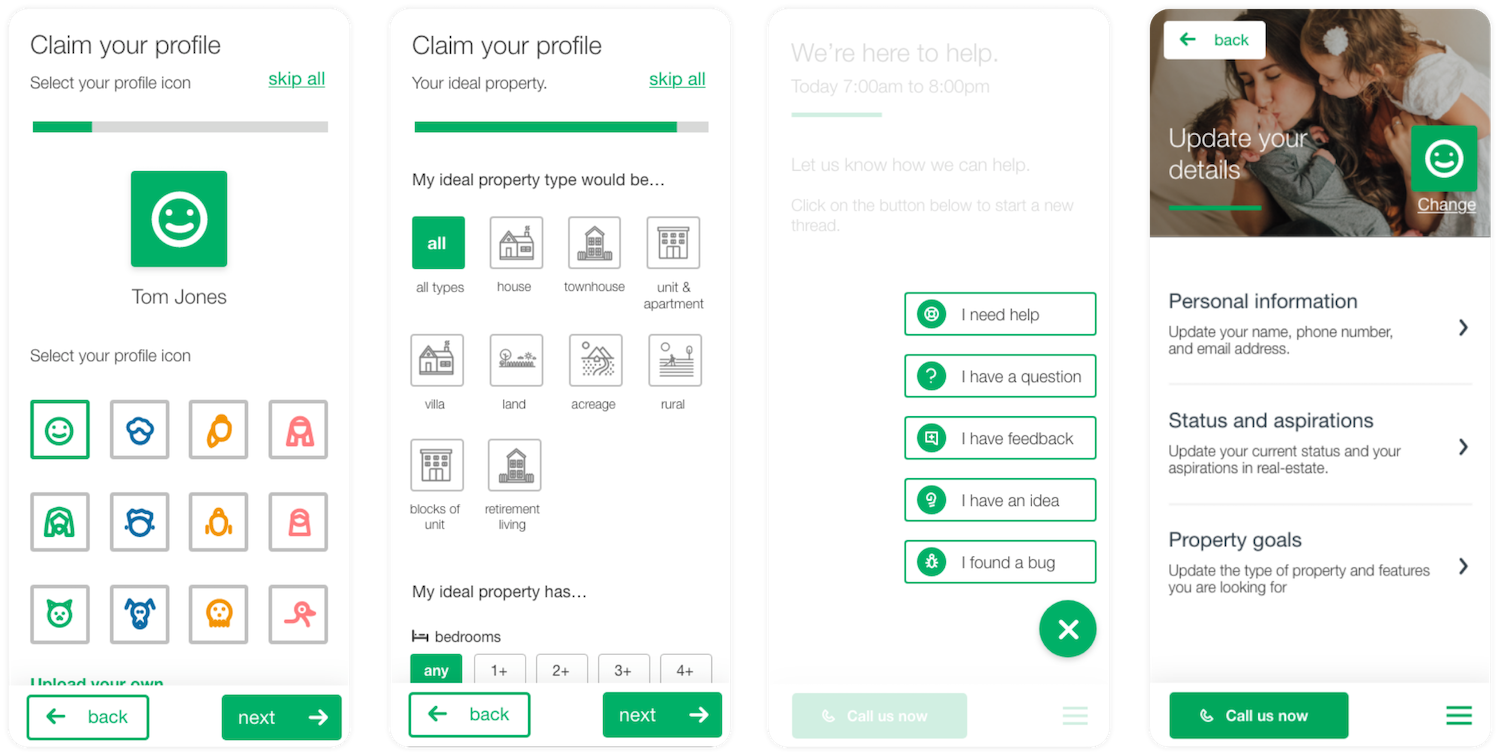 Claim your profile
Select your profile icon
skip all
Tom Jones
Select your profile icon
Upload your own
back
next
Claim your profile
Your ideal property.
skip all
My ideal property type would be…
all
all types
house
townhouse
unit &
apartment
villa
land
acreage
rural
blocks of
unit
retirement
living
My ideal property has…
bedrooms
any
1+
2+
3+
4+
back
next
We're here to help.
Today 7:00am to 8:00pm
Let us know how we can help.
Click on the button below to start a new
thread.
I need help
I have a question
I have feedback
I have an idea
I found a bug
Call us now
back
Update your
details
Change
Personal information
Update your name, phone number,
and email address.
Status and aspirations
Update your current status and your
aspirations in real-estate.
Property goals
Update the type of property and features
you are looking for
Call us now